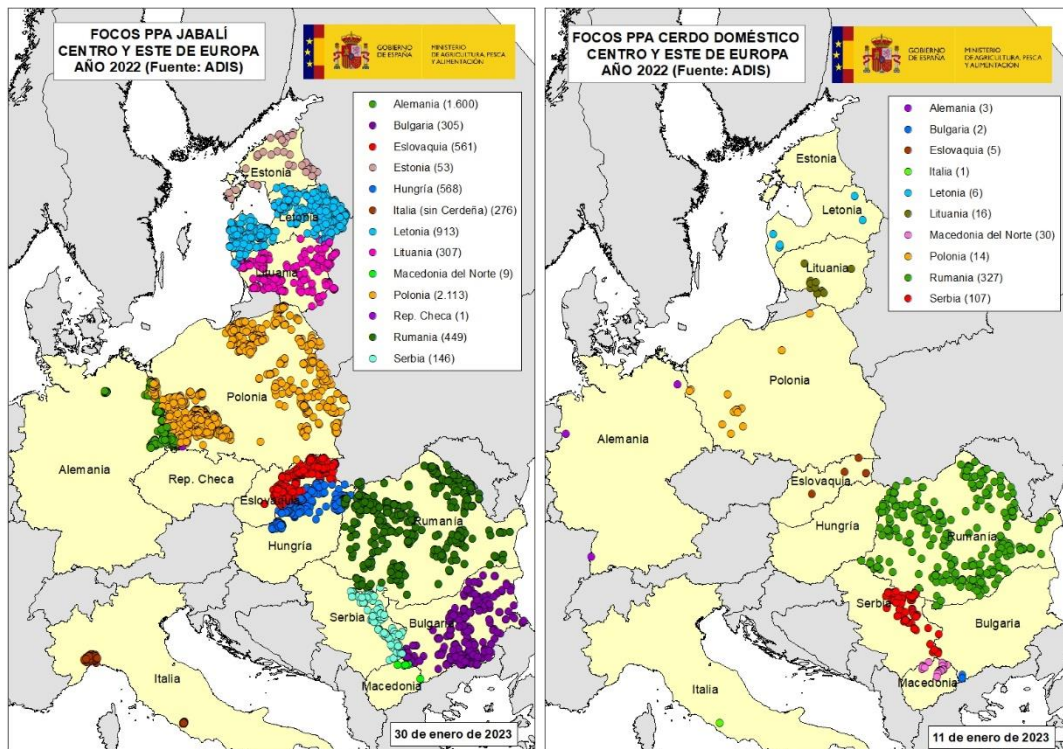 FOCOS PPA JABALÍ
CENTRO Y ESTE DE EUROPA
AÑO 2022 (Fuente: ADIS)
GOBIERNO
DE ESPAÑA
MINISTERIO
DE AGRICULTURA, PESCA
Y ALIMENTACIÓN
Alemania (1.600)
Bulgaria (305)
Eslovaquia (561)
Estonia (53)
Hungría (568)
Italia (sin Cerdeña) (276)
Letonia (913)
Lituania (307)
Macedonia del Norte (9)
Polonia (2.113)
Rep. Checa (1)
Rumanía (449)
Serbia (146)
Estonia
Letonia
Lituania
Polonia
Alemania
Rep. Checa
Eslovaquia
Hungría
Rumanía
Serbia
Bulgaria
Macedonia
Italia
30 de enero de 2023
FOCOS PPA CERDO DOMÉSTICO
CENTRO Y ESTE DE EUROPA
AÑO 2022 (Fuente: ADIS)
GOBIERNO
DE ESPAÑA
MINISTERIO
DE AGRICULTURA, PESCA
Y ALIMENTACIÓN
Alemania (3)
Bulgaria (2)
Eslovaquia (5)
Italia (1)
Letonia (6)
Lituania (16)
Macedonia del Norte (30)
Polonia (14)
Rumanía (327)
Serbia (107)
Estonia
Letonia
Lituania
Polonia
Alemania
Eslovaquia
Hungría
Rumanía
Serbia
Bulgaria
Macedonia
Italia
11 de enero de 2023